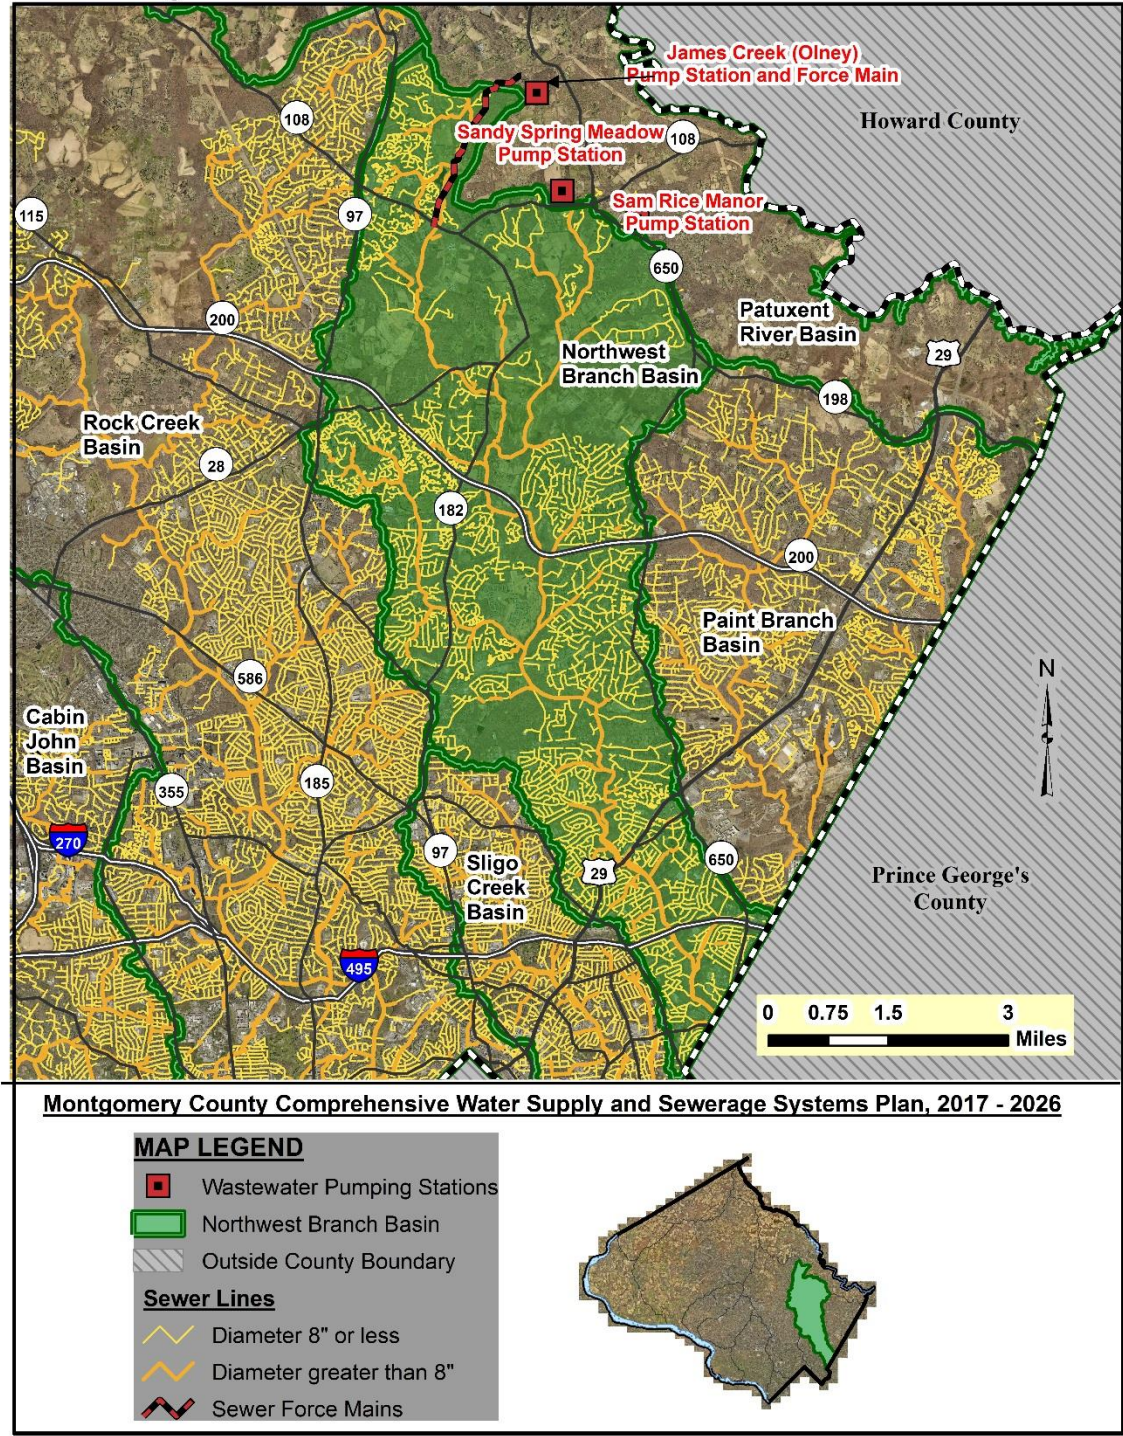 James Creek (Olney)
Pump Station and Force Main
Howard County
108
108
Sandy Spring Meadow
Pump Station
115
97
Sam Rice Manor
Pump Station
650
200
Patuxent
River Basin
29
Northwest
Branch Basin
198
Rock Creek
Basin
28
182
200
Paint Branch
Basin
586
N
Cabin
John
Basin
355
185
270
97
Sligo
Creek
Basin
29
650
Prince George's
County
495
0 0.75 1.5 3
Miles
Montgomery County Comprehensive Water Supply and Sewerage Systems Plan, 2017 - 2026
MAP LEGEND
Wastewater Pumping Stations
Northwest Branch Basin
Outside County Boundary
Sewer Lines
Diameter 8" or less
Diameter greater than 8"
Sewer Force Mains